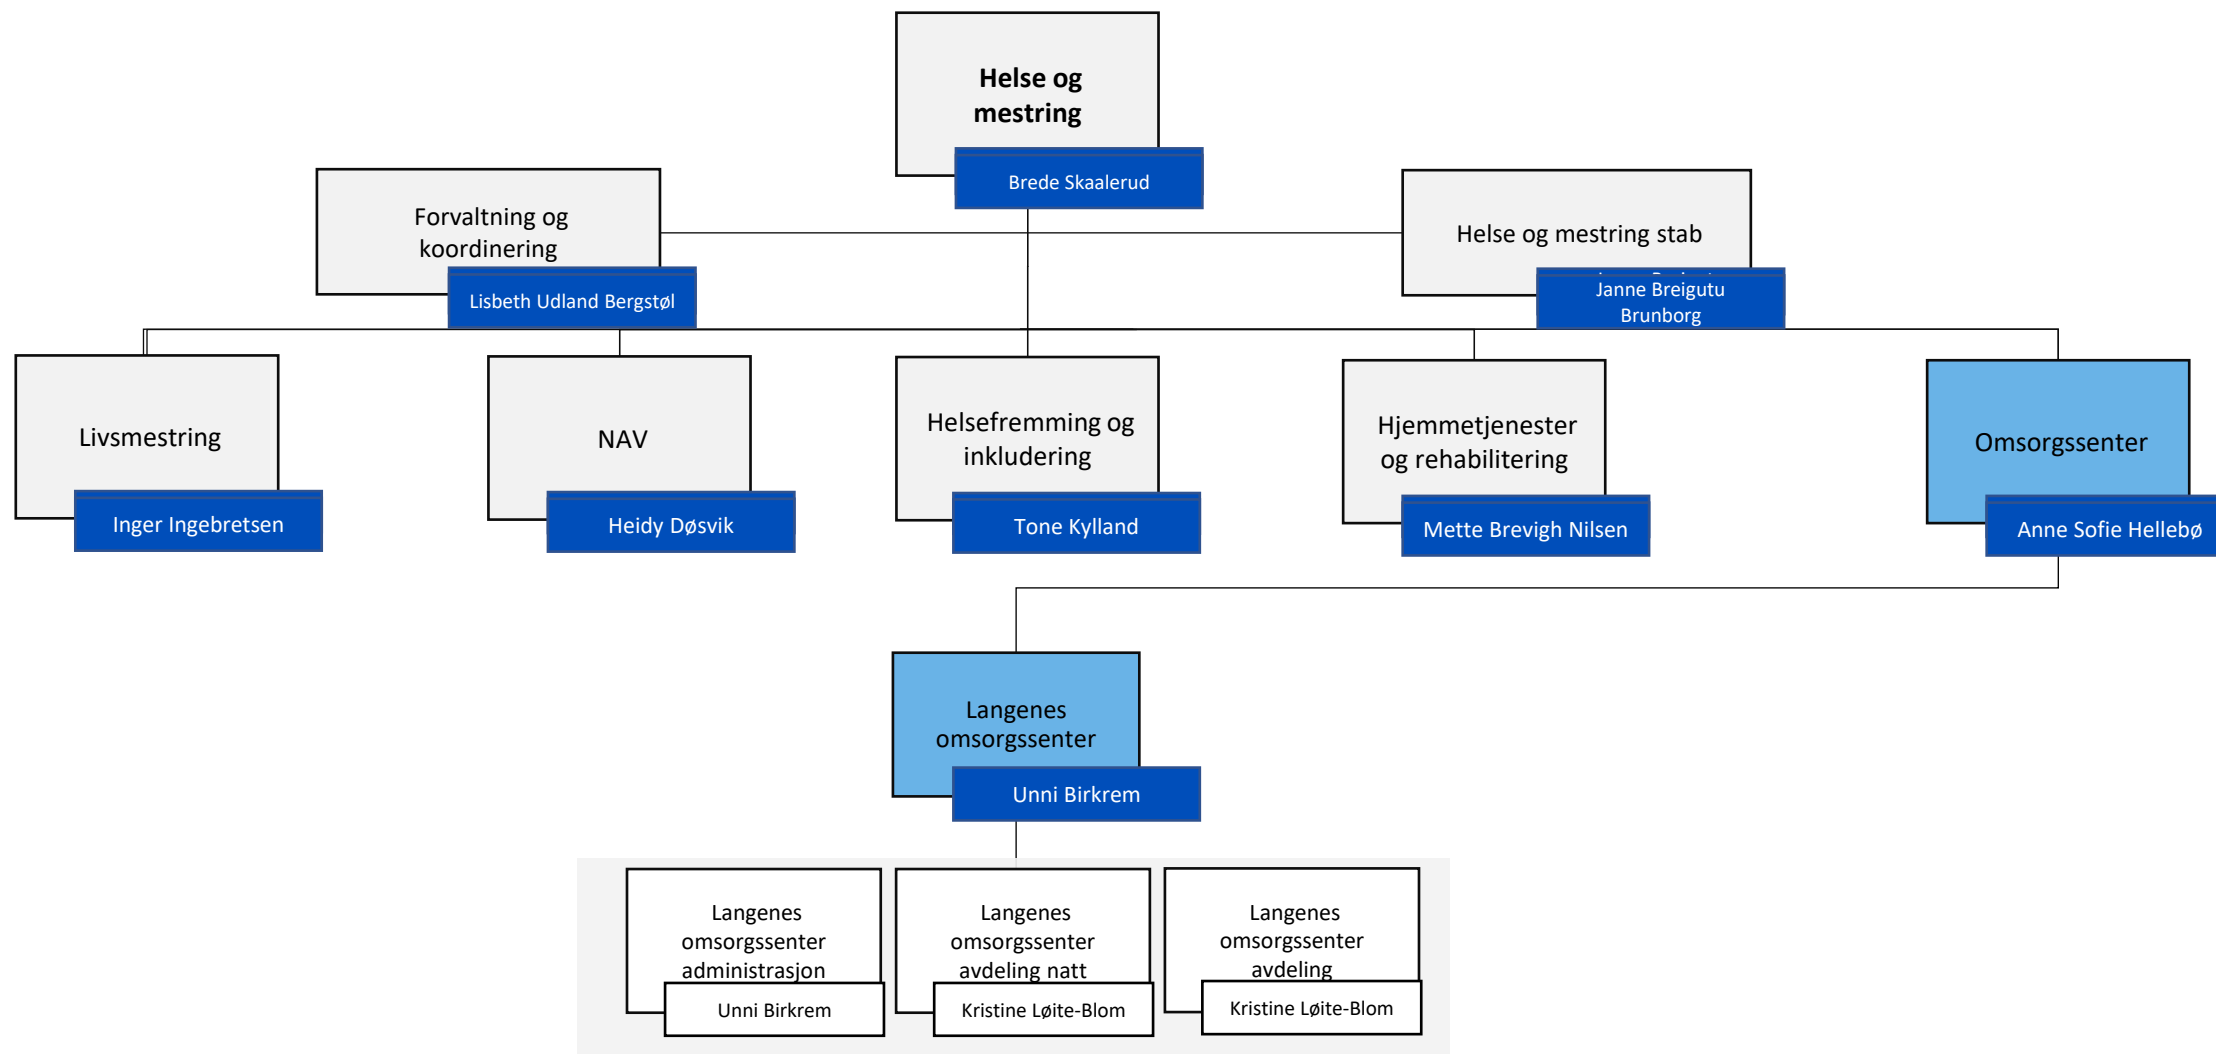 Helse og
mestring
Brede Skaalerud
Forvaltning og
koordinering
Lisbeth Udland Bergstøl
Helse og mestring stab
Janne Breigutu
Brunborg
Livsmestring
Inger Ingebretsen
NAV
Heidy Døsvik
Helsefremming og
inkludering
Tone Kylland
Hjemmetjenester
og rehabilitering
Mette Brevigh Nilsen
Omsorgssenter
Anne Sofie Hellebø
Langenes
omsorgssenter
Unni Birkrem
Langenes
omsorgssenter
administrasjon
Unni Birkrem
Langenes
omsorgssenter
avdeling natt
Kristine Løite-Blom
Langenes
omsorgssenter
avdeling
Kristine Løite-Blom